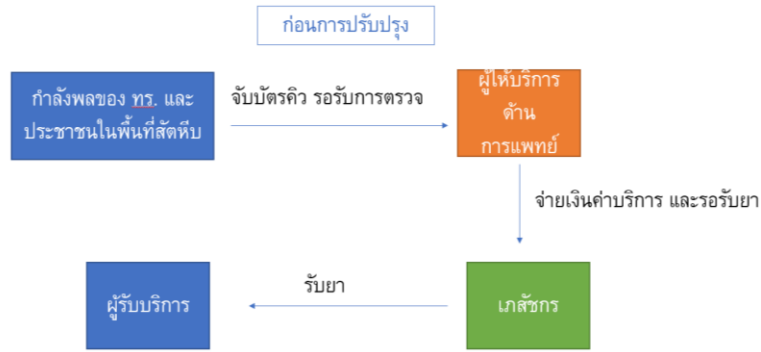 ก่อนการปรับปรุง
กำลังพลของ ทร. และ
ประชาชนในพื้นที่สัตหีบ
จับบัตรคิว รอรับการตรวจ
ผู้ให้บริการ
ด้าน
การแพทย์
จ่ายเงินค่าบริการ และรอรับยา
ผู้รับบริการ
รับยา
เภสัชกร